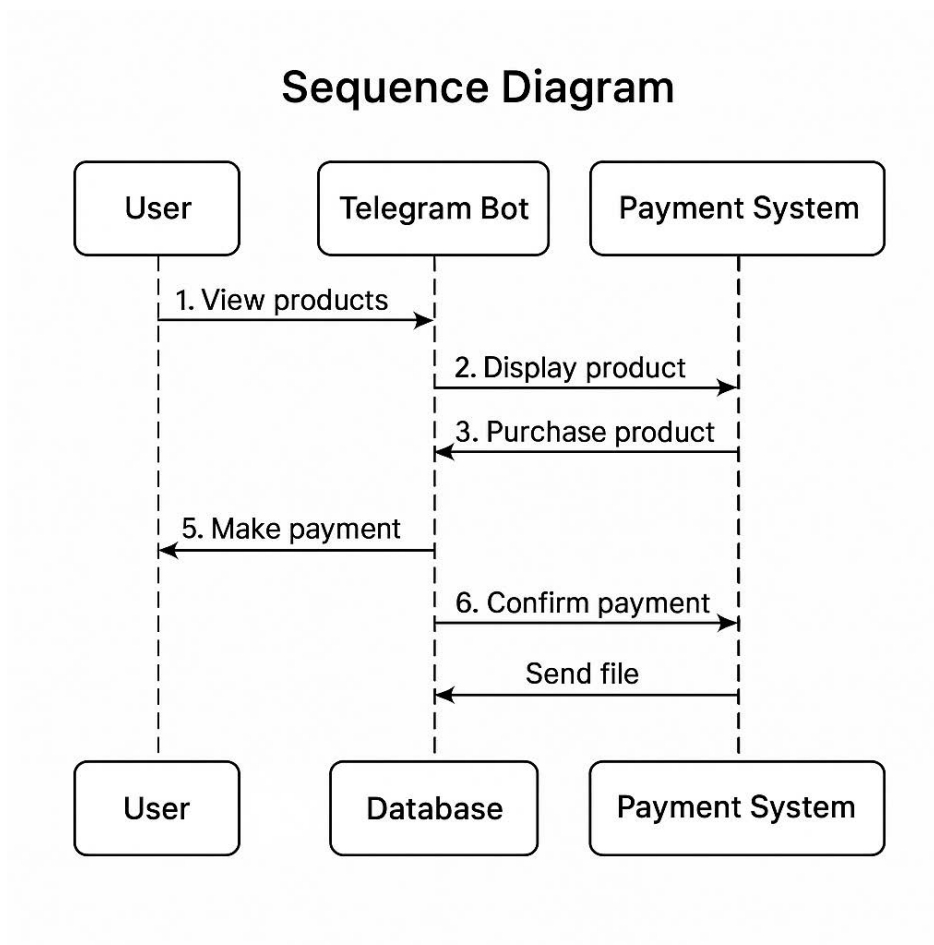 Sequence Diagram
User
Telegram Bot
Payment System
1. View products
2. Display product
3. Purchase product
5. Make payment
6. Confirm payment
Send file
User
Database
Payment System